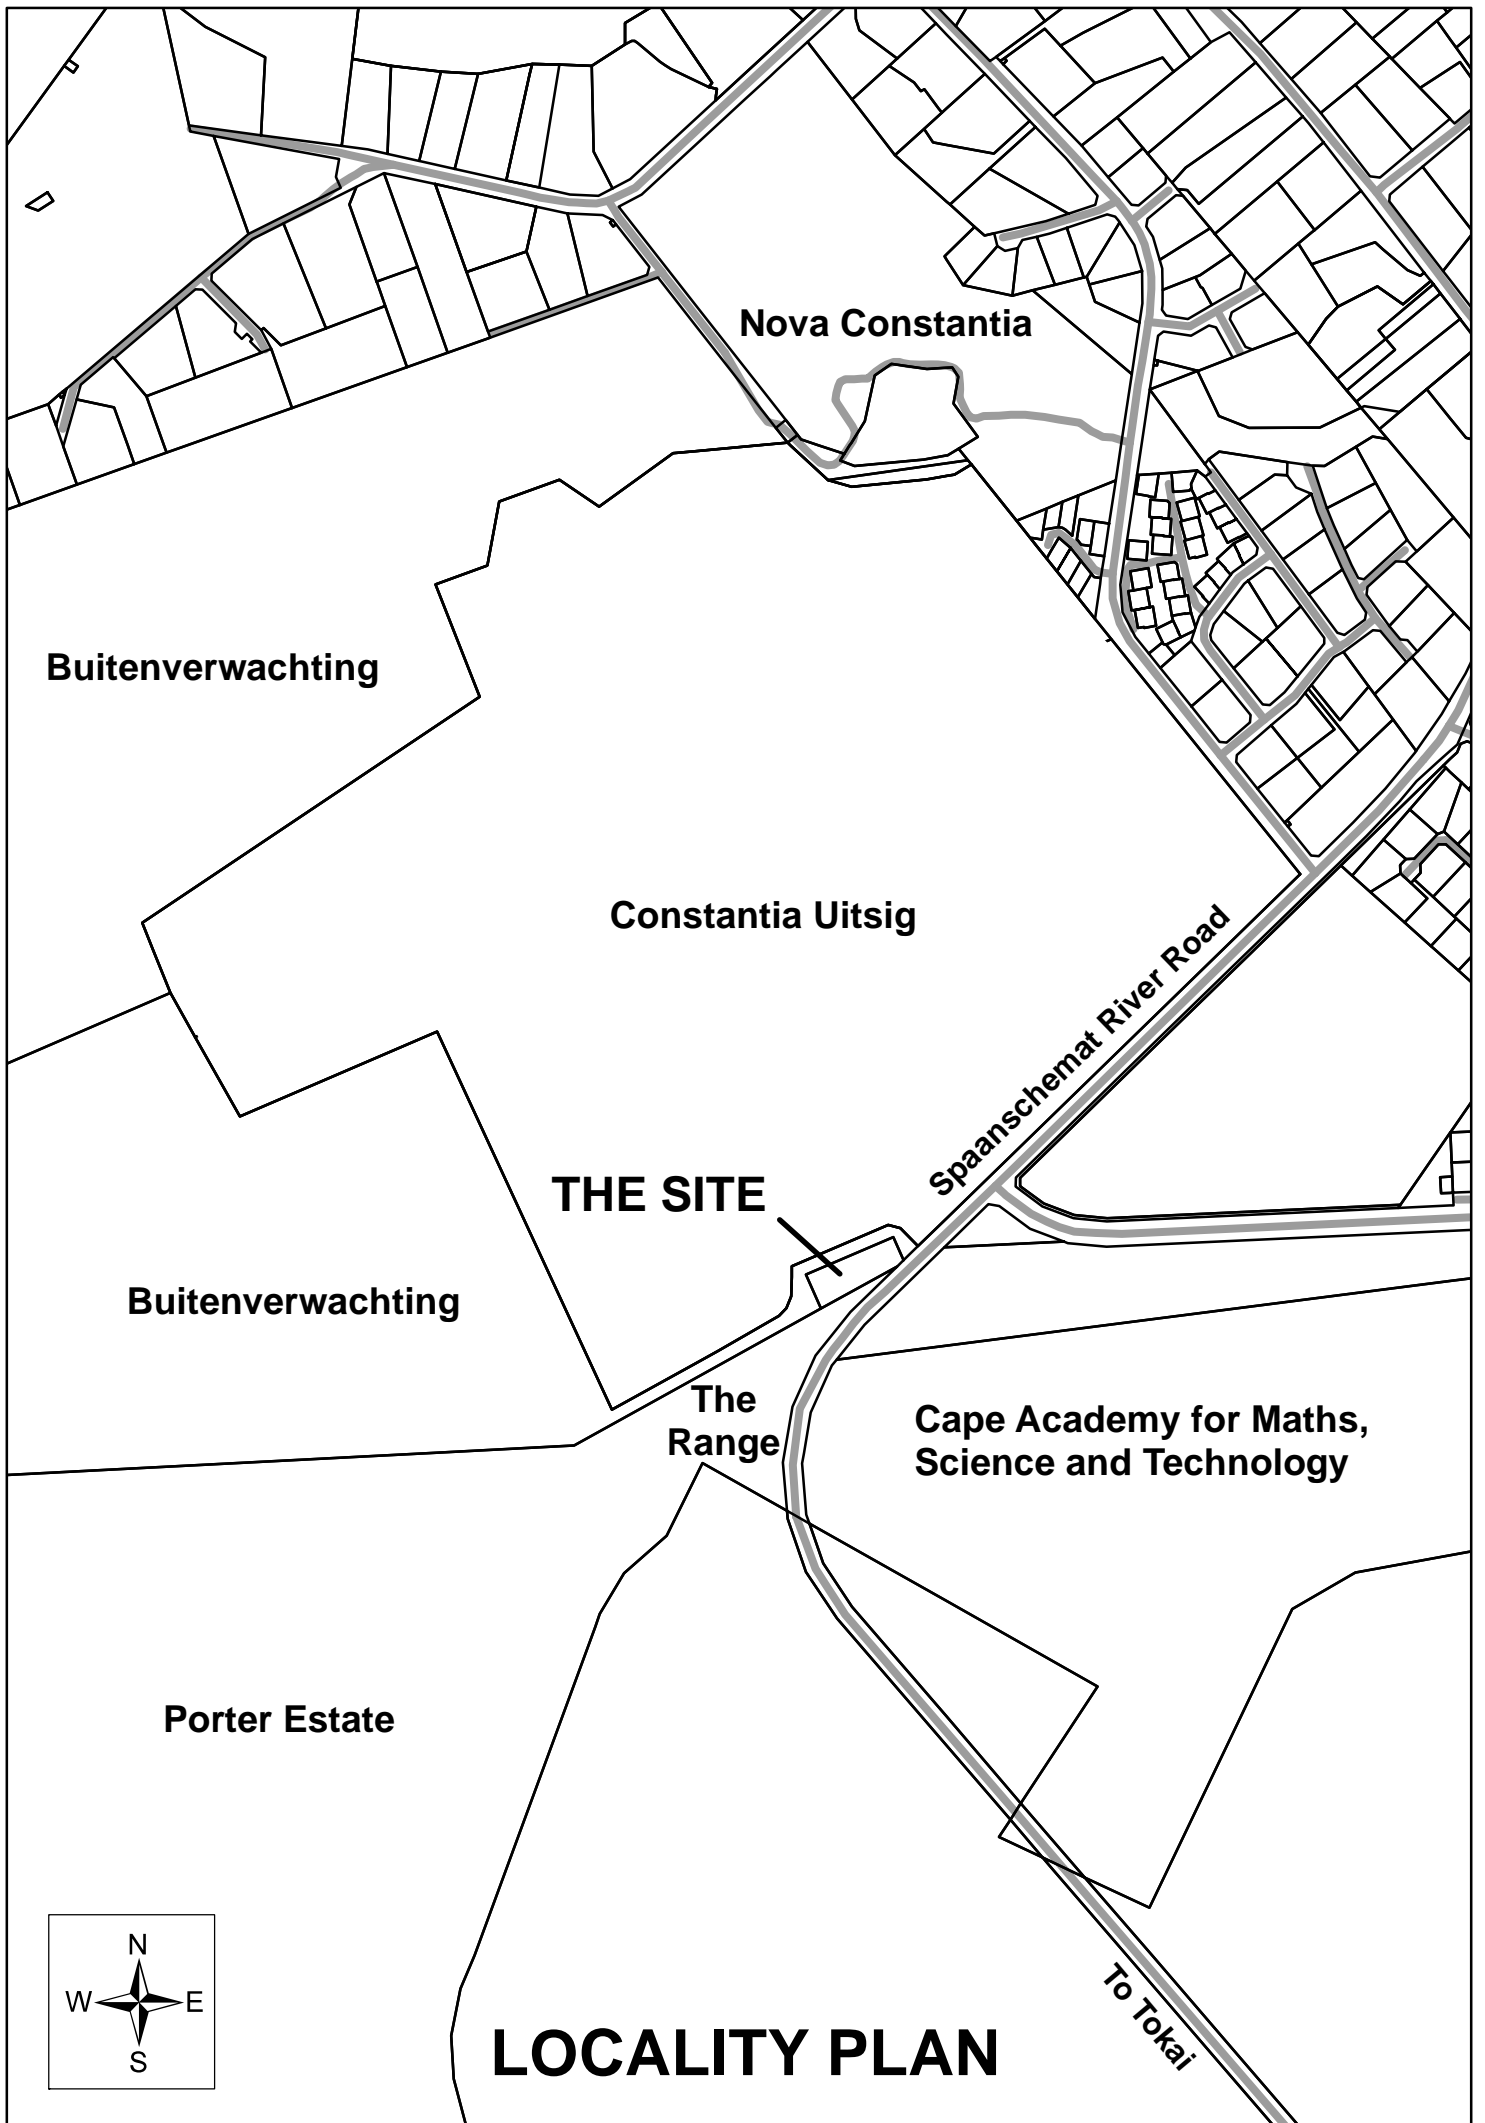 Nova Constantia
Buitenverwachting
Constantia Uitsig
Spaanschemat River Road
THE SITE
Buitenverwachting
The
Range
Cape Academy for Maths,
Science and Technology
Porter Estate
N
W E
S
To Tokai
LOCALITY PLAN